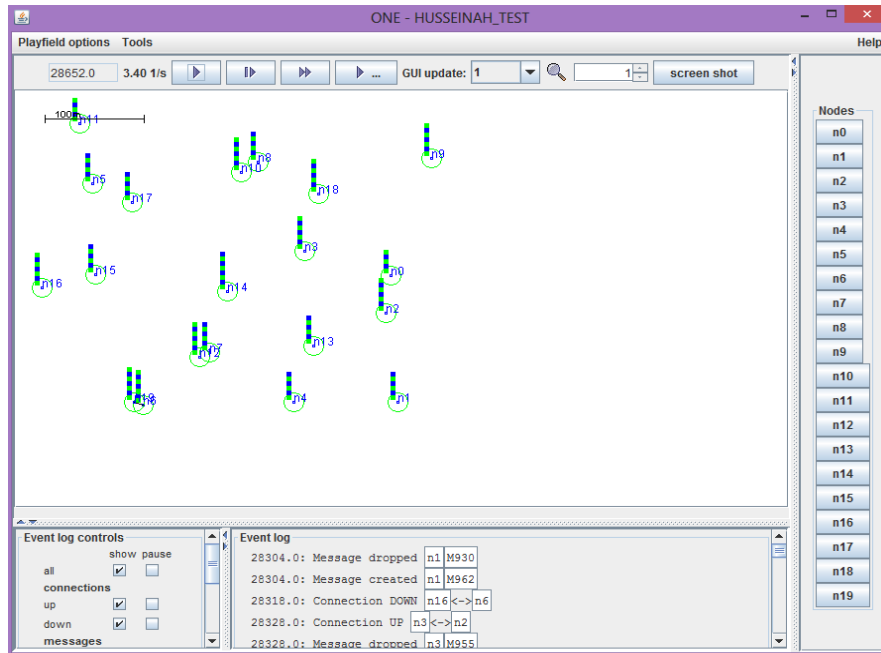 ONE - HUSSEINAH_TEST
Playfield options Tools Help
28652.0 3.40 1/s ... GUI update: 1 1 screen shot
n11
n8
n10
n9
n5
n17
n18
n3
n15
n16
n0
n14
n2
n13
n7
n12
n4
n1
n6
Nodes
n0
n1
n2
n3
n4
n5
n6
n7
n8
n9
n10
n11
n12
n13
n14
n15
n16
n17
n18
n19
Event log controls
show pause
all
connections
up
down
messages
Event log
28304.0: Message dropped n1 M930
28304.0: Message created n1 M962
28318.0: Connection DOWN n16 <-> n6
28328.0: Connection UP n3 <-> n2
28328.0: Message dropped n3 M955